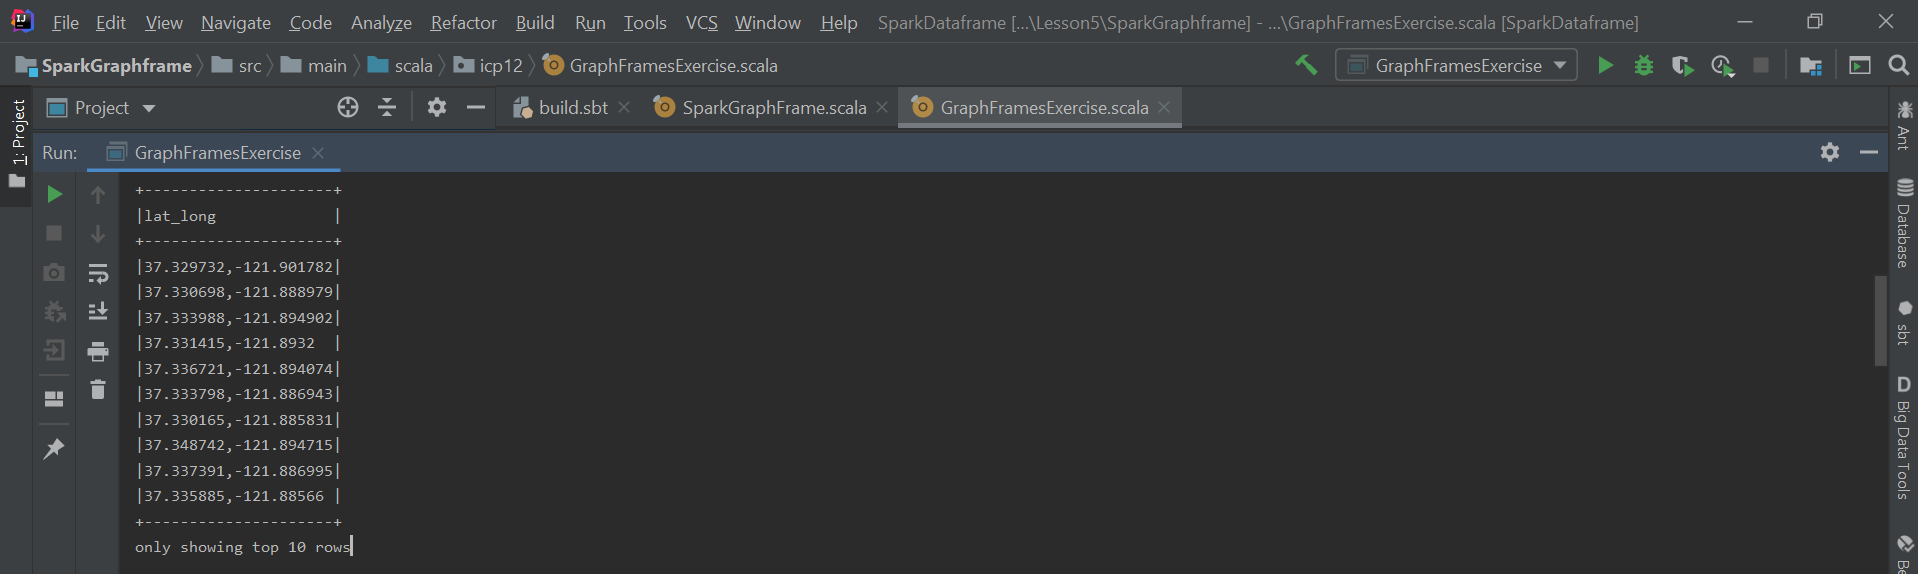 File Edit View Navigate Code Analyze Refactor Build Run Tools VCS Window Help SparkDataframe [...\Lesson5\SparkGraphframe] - ...\GraphFramesExercise.scala [SparkDataframe]
SparkGraphframe src main scala icp12 GraphFramesExercise.scala GraphFramesExercise
1: Project
Project build.sbt SparkGraphFrame.scala GraphFramesExercise.scala
Run: GraphFramesExercise
+---------------------+
|lat_long             |
+---------------------+
|37.329732,-121.901782|
|37.330698,-121.888979|
|37.333988,-121.894902|
|37.331415,-121.8932  |
|37.336721,-121.894074|
|37.333798,-121.886943|
|37.330165,-121.885831|
|37.348742,-121.894715|
|37.337391,-121.886995|
|37.335885,-121.88566 |
+---------------------+
only showing top 10 rows
Ant
Database
sbt
D
Big Data Tools